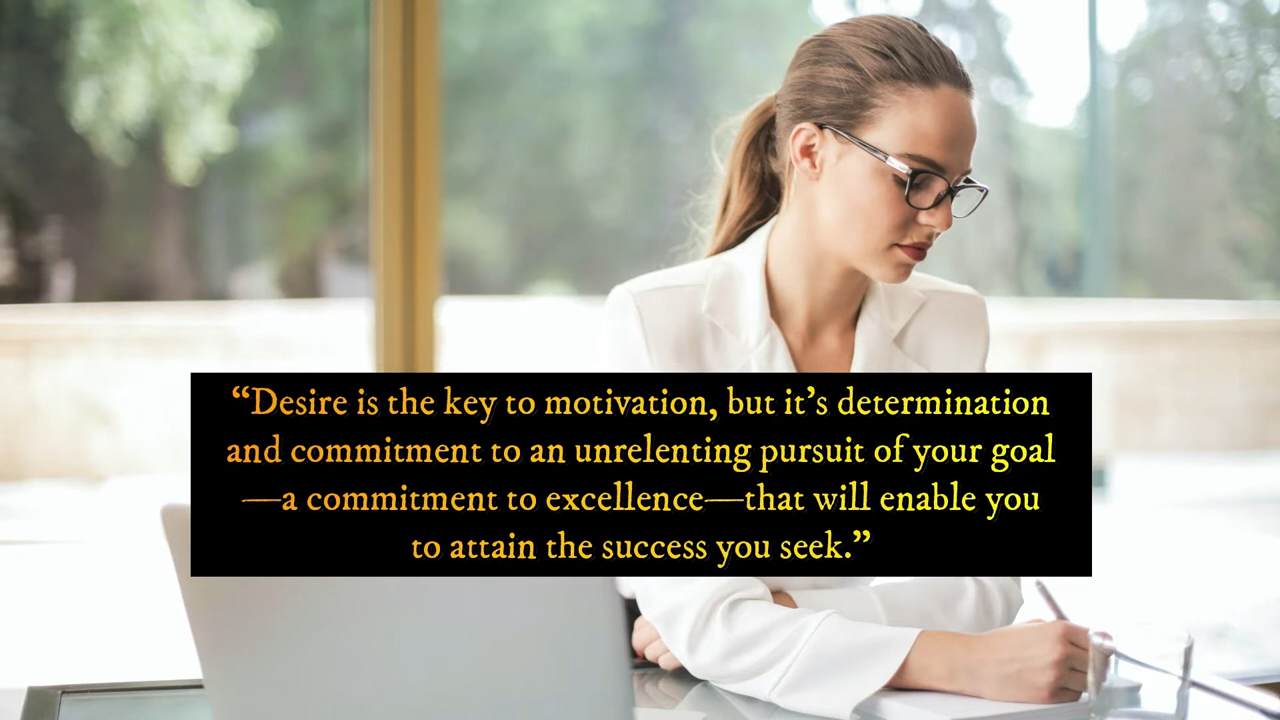 “Desire is the key to motivation, but it’s determination
and commitment to an unrelenting pursuit of your goal
—a commitment to excellence—that will enable you
to attain the success you seek.”